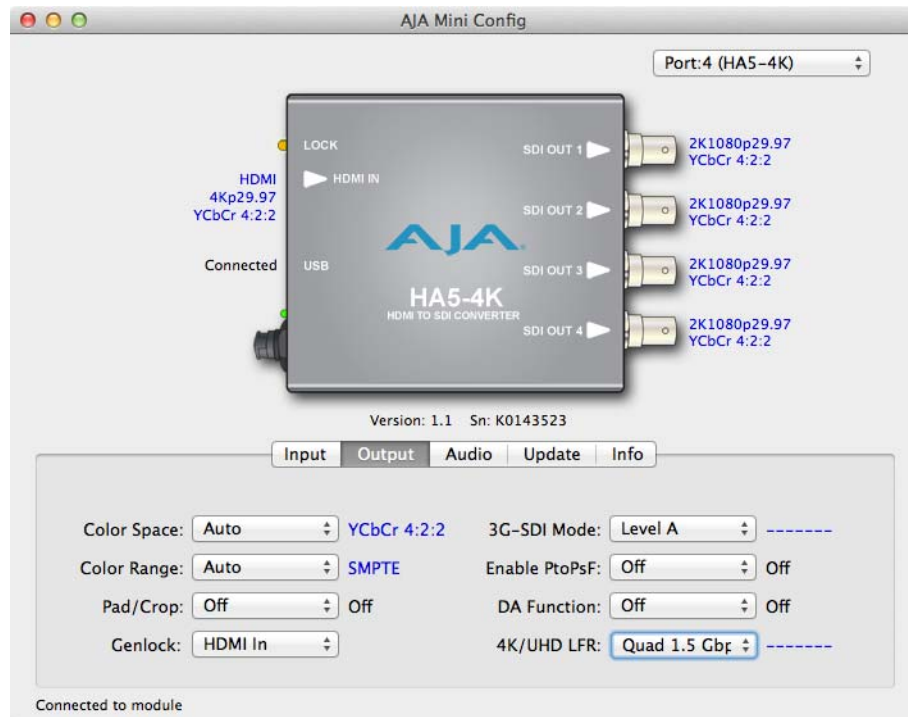 AJA Mini Config
Port:4 (HA5-4K)
LOCK
HDMI IN
HDMI
4Kp29.97
YCbCr 4:2:2
Connected
USB
AJA
HA5-4K
HDMI TO SDI CONVERTER
SDI OUT 1
2K1080p29.97
YCbCr 4:2:2
SDI OUT 2
2K1080p29.97
YCbCr 4:2:2
SDI OUT 3
2K1080p29.97
YCbCr 4:2:2
SDI OUT 4
2K1080p29.97
YCbCr 4:2:2
Version: 1.1 Sn: K0143523
Input Output Audio Update Info
Color Space: Auto YCbCr 4:2:2
Color Range: Auto SMPTE
Pad/Crop: Off Off
Genlock: HDMI In
3G-SDI Mode: Level A -------
Enable PtoPsF: Off Off
DA Function: Off Off
4K/UHD LFR: Quad 1.5 Gbp -------
Connected to module